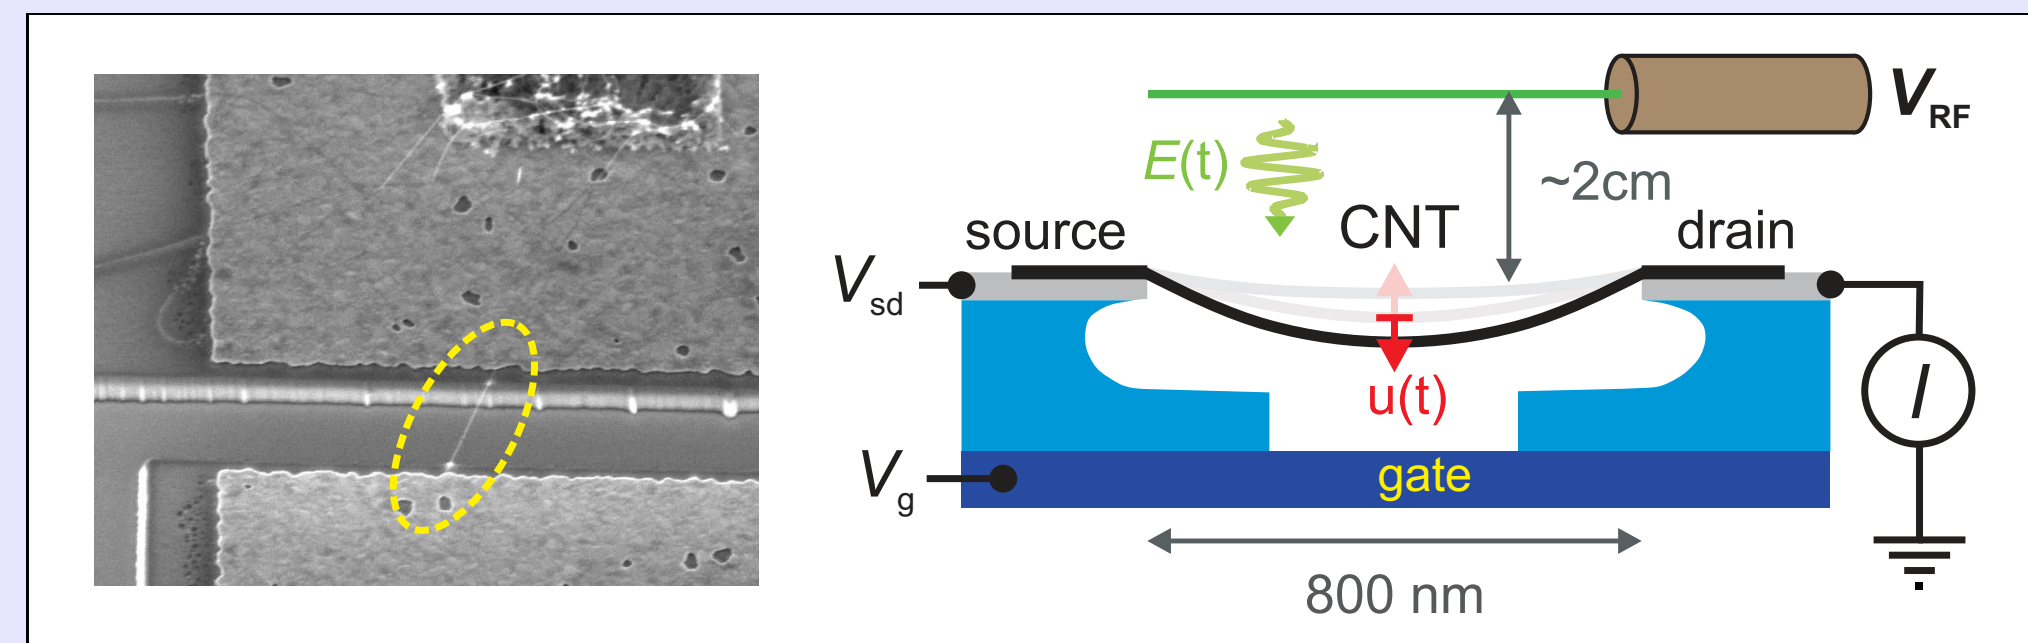 V_RF
E(t)
~2cm
source
CNT
drain
V_sd
u(t)
I
V_g
gate
800 nm